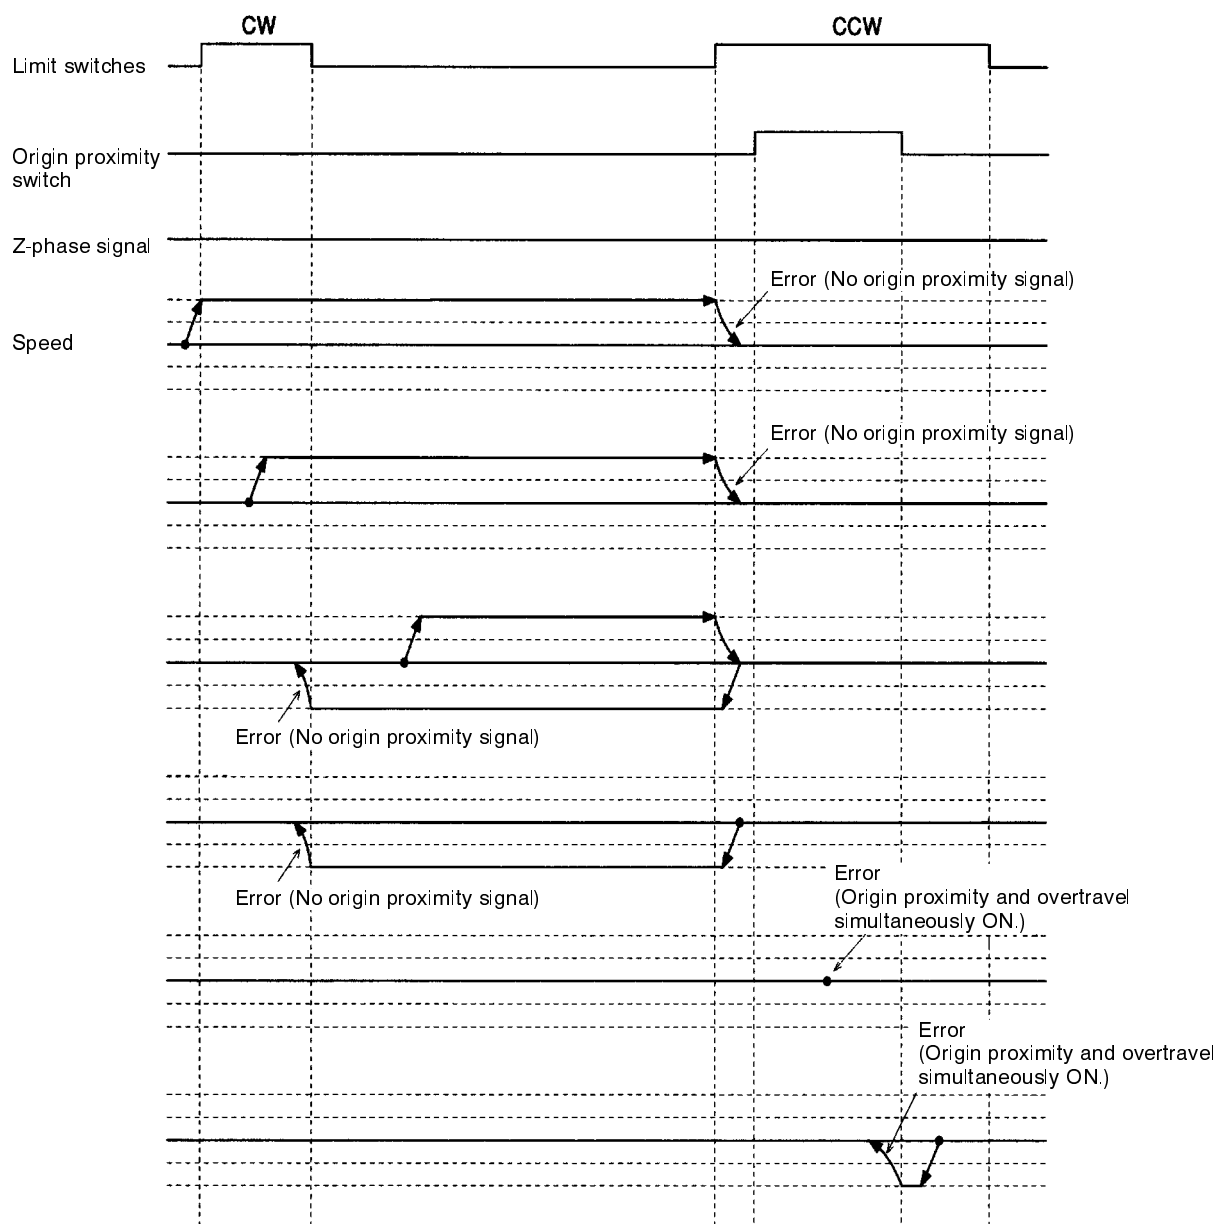 CW
CCW
Limit switches
Origin proximity
switch
Z-phase signal
Error (No origin proximity signal)
Speed
Error (No origin proximity signal)
Error (No origin proximity signal)
Error (No origin proximity signal)
Error
(Origin proximity and overtravel
simultaneously ON.)
Error
(Origin proximity and overtravel
simultaneously ON.)